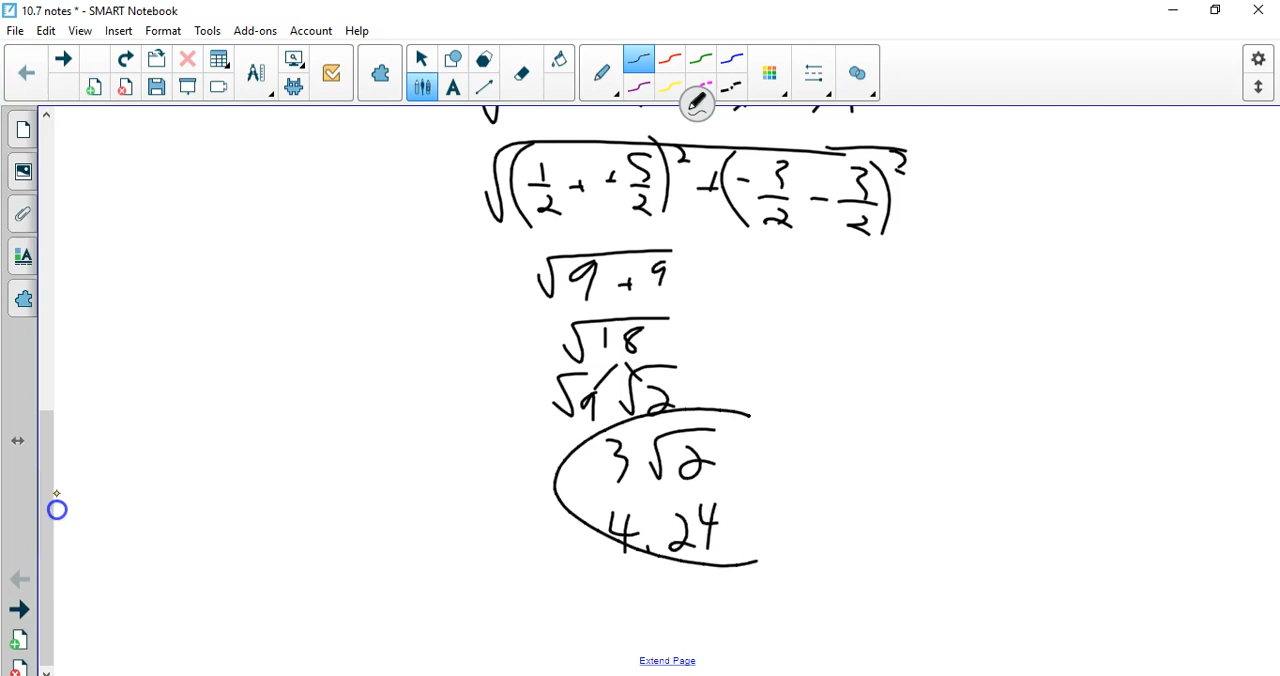 10.7 notes * - SMART Notebook
File Edit View Insert Format Tools Add-ons Account Help
√((1/2 + +5/2)² + (-3/2 - 3/2)²
√9 + 9
√18
√9 √2
3√2
4.24
Extend Page